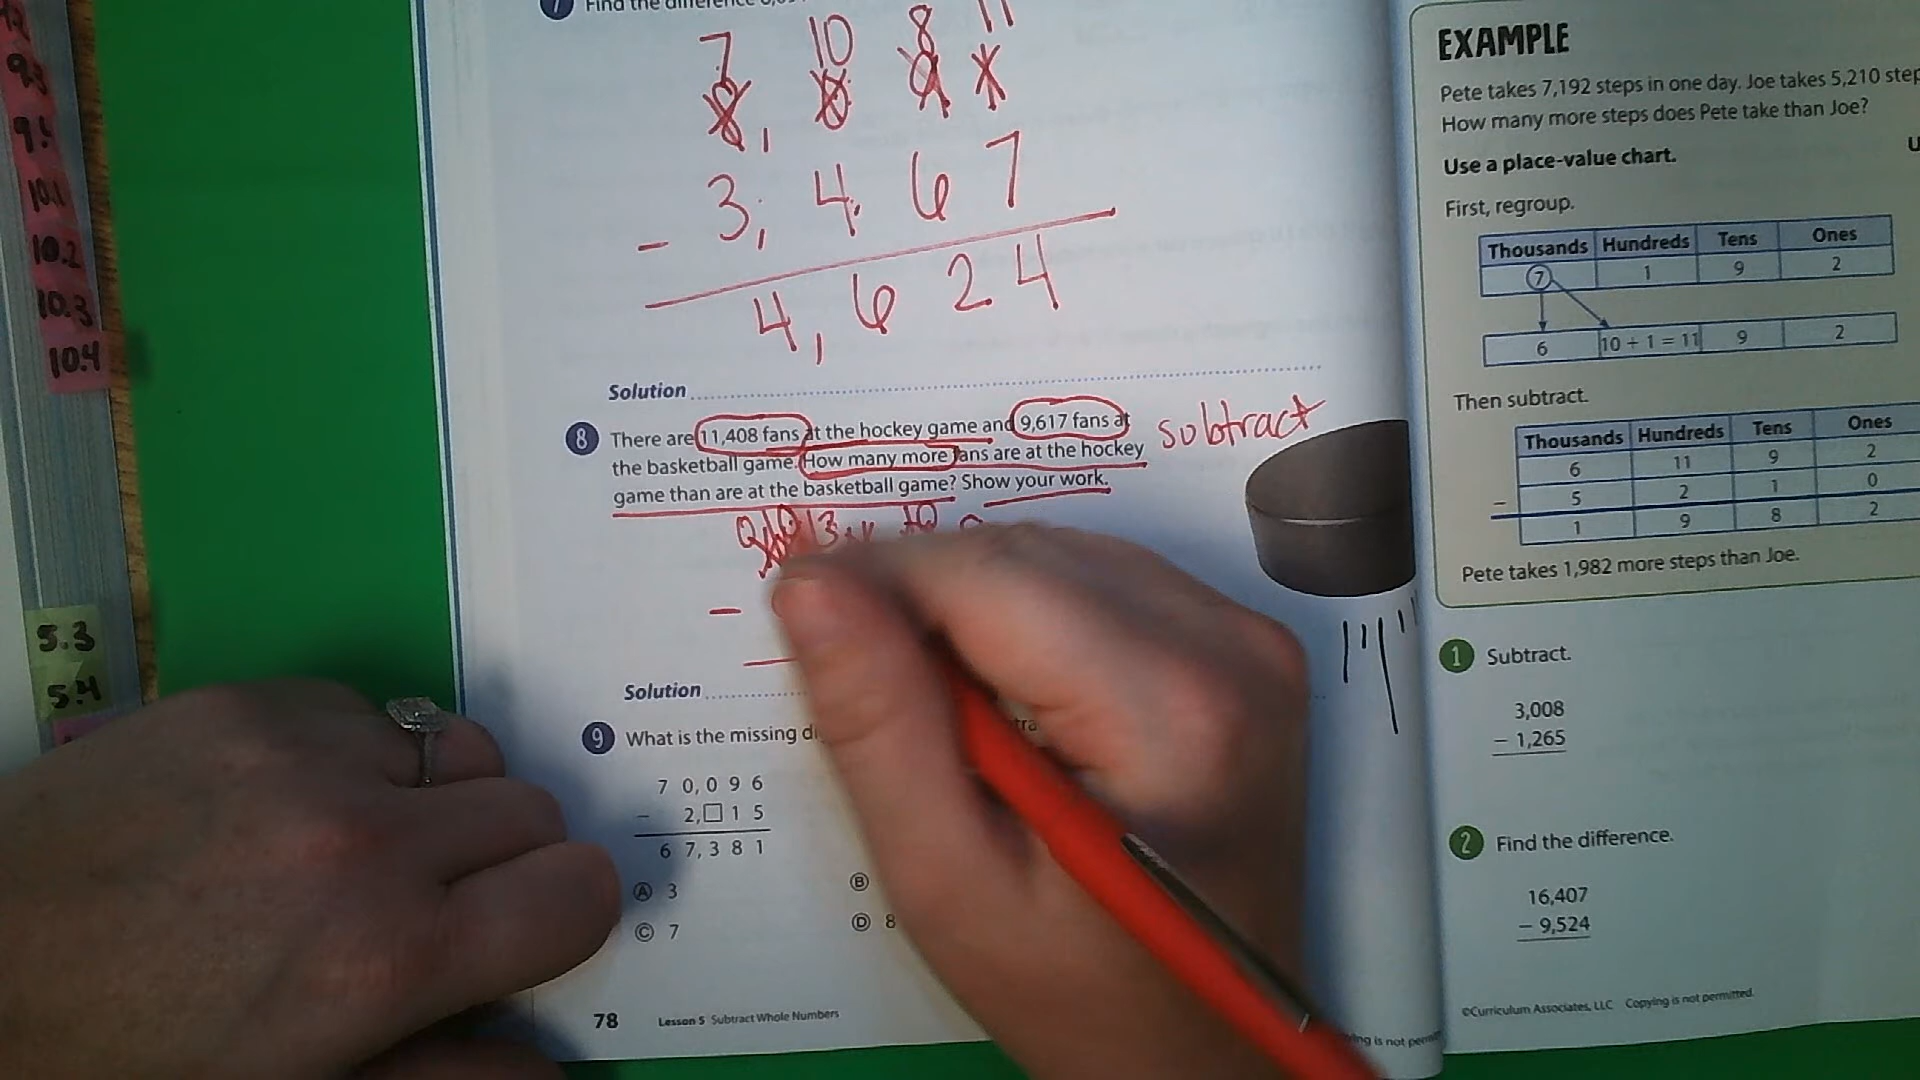 9.3
10.1
10.2
10.3
10.4
5.3
5.4
7 Find the difference
7 10 8 11
8, 0 9 1
- 3, 4 6 7
4, 6 2 4
Solution
8 There are 11,408 fans at the hockey game and 9,617 fans at
the basketball game. How many more fans are at the hockey
game than are at the basketball game? Show your work.
subtract
13
-
Solution
9 What is the missing
7 0,0 9 6
- 2,□ 1 5
6 7,3 8 1
A 3
B
C 7
D 8
78 Lesson 5 Subtract Whole Numbers
EXAMPLE
Pete takes 7,192 steps in one day. Joe takes 5,210
How many more steps does Pete take than Joe?
Use a place-value chart.
First, regroup.
Thousands Hundreds Tens Ones
7 1 9 2
6 10 + 1 = 11 9 2
Then subtract.
Thousands Hundreds Tens Ones
6 11 9 2
- 5 2 1 0
1 9 8 2
Pete takes 1,982 more steps than Joe.
1 Subtract.
3,008
- 1,265
2 Find the difference.
16,407
- 9,524
©Curriculum Associates, LLC Copying is not permitted.
is not